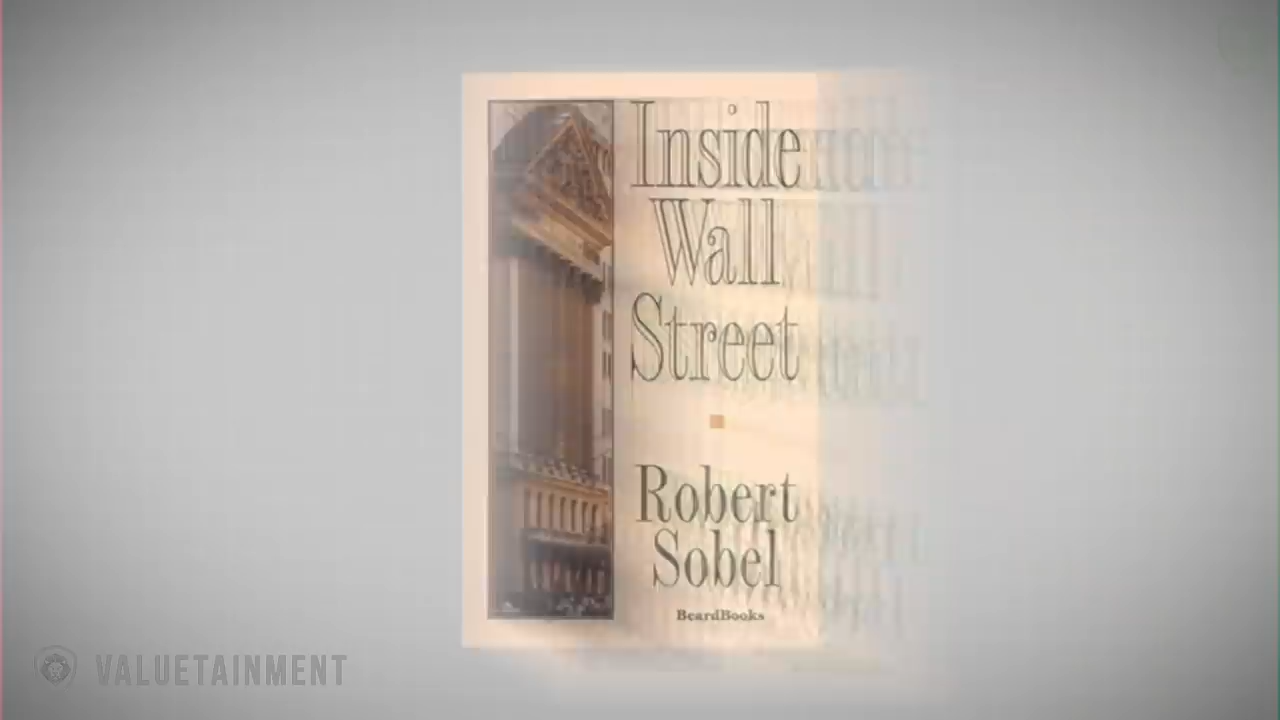 Inside
Wall
Street
Robert
Sobel
BeardBooks
VALUETAINMENT